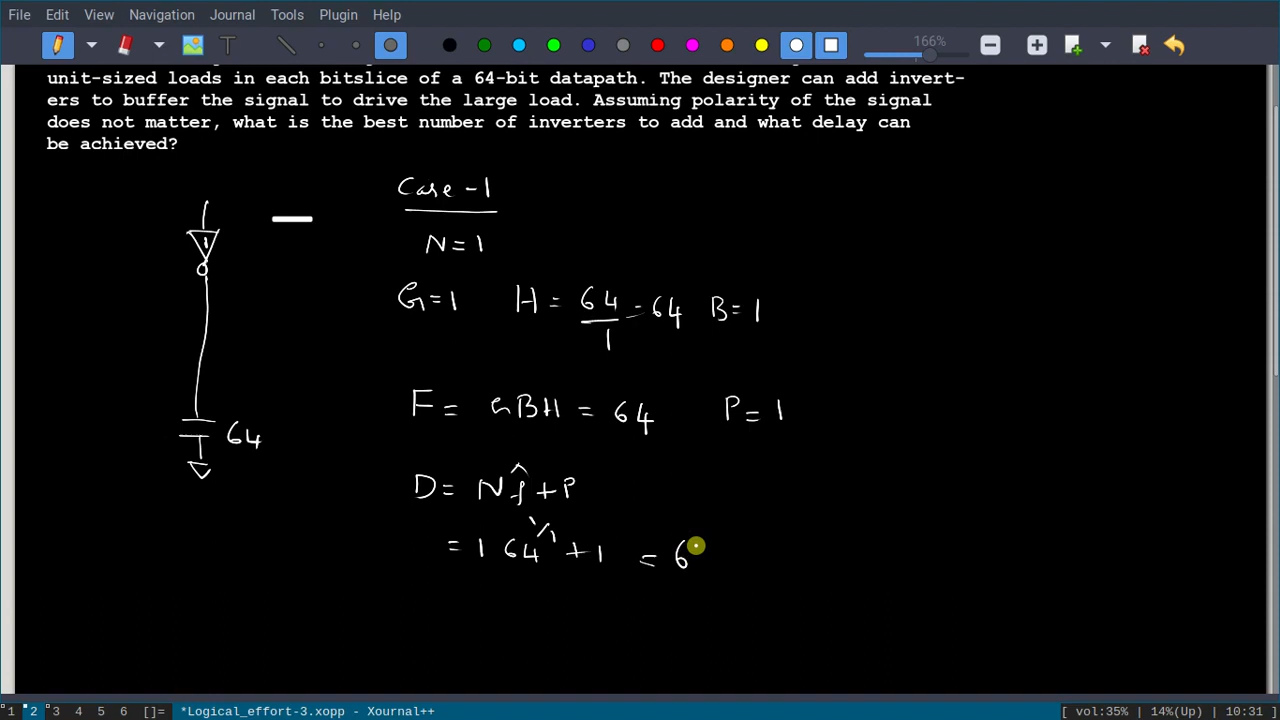 File Edit View Navigation Journal Tools Plugin Help
166%
unit-sized loads in each bitslice of a 64-bit datapath. The designer can add invert-
ers to buffer the signal to drive the large load. Assuming polarity of the signal
does not matter, what is the best number of inverters to add and what delay can
be achieved?
Case-1
N=1
1
G=1 H = 64/1 = 64 B=1
F = GBH = 64 P=1
64
D = Nf̂ + P
= 1 64^1/1 + 1 = 6
1 2 3 4 5 6 []= *Logical_effort-3.xopp - Xournal++ [ vol:35% | 14%(Up) | 10:31